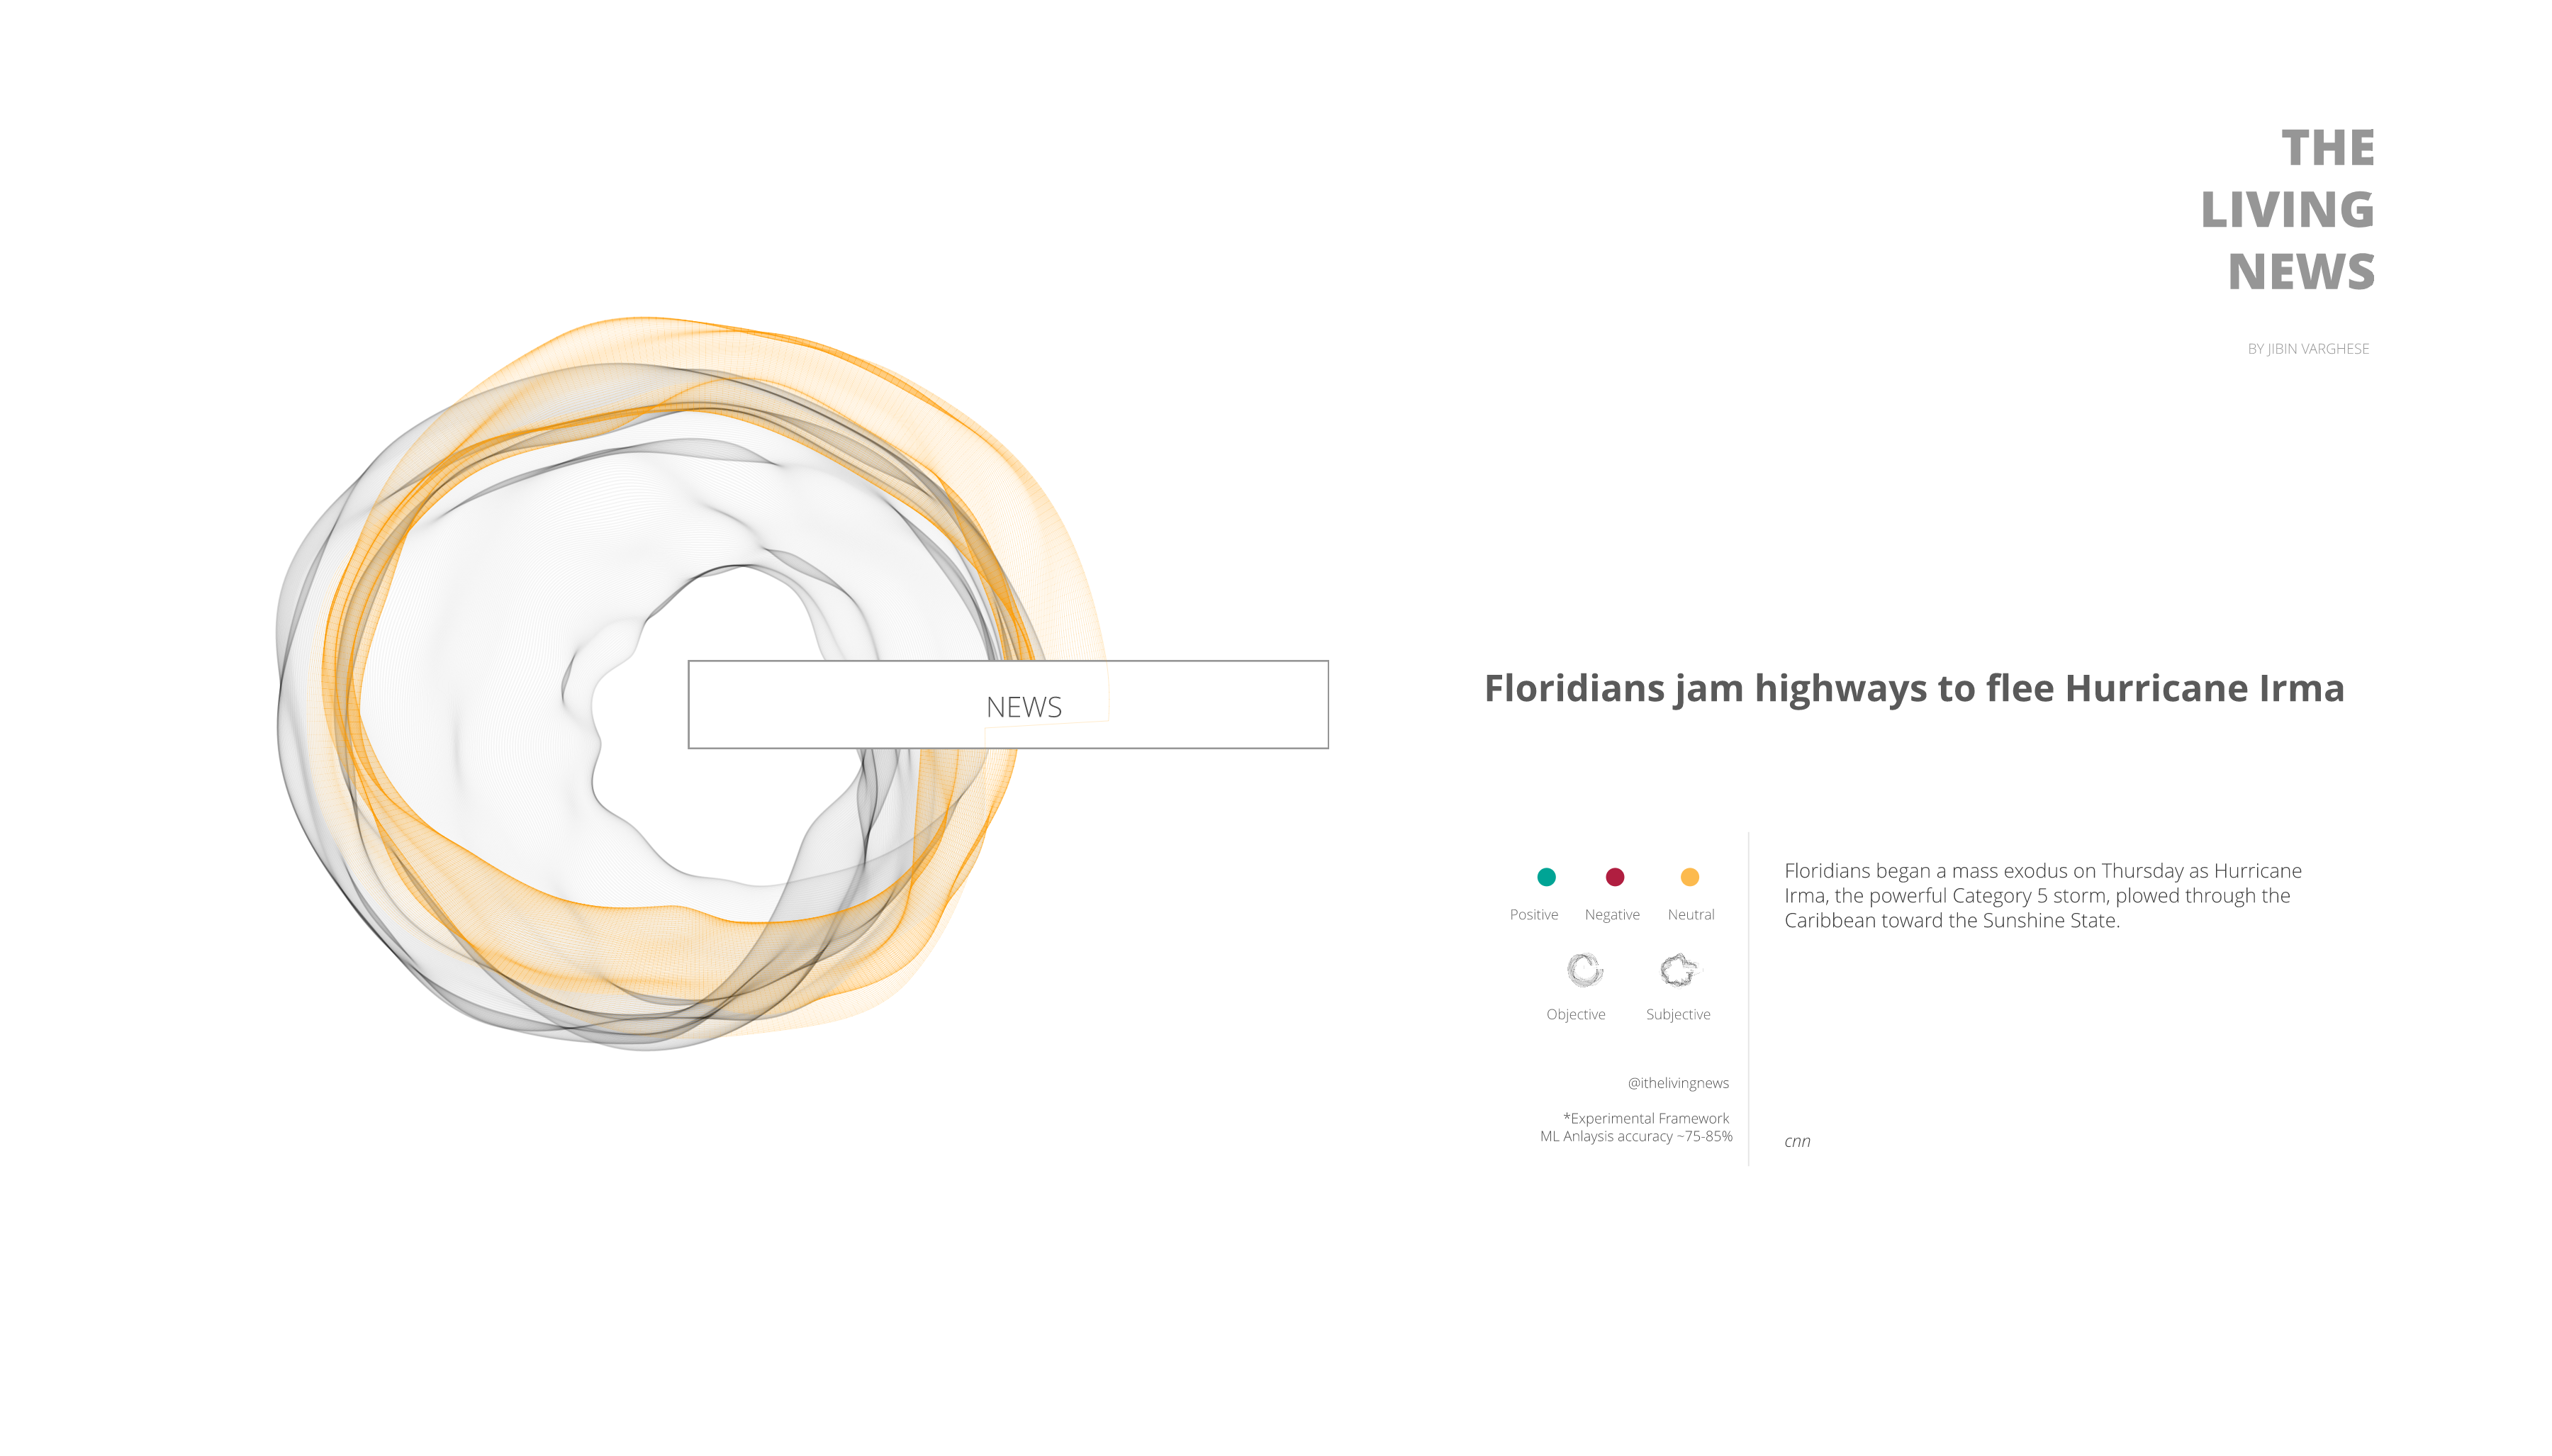 THE
LIVING
NEWS
BY JIBIN VARGHESE
NEWS
Floridians jam highways to flee Hurricane Irma
Positive Negative Neutral
Objective Subjective
@ithelivingnews
*Experimental Framework
ML Anlaysis accuracy ~75-85%
Floridians began a mass exodus on Thursday as Hurricane
Irma, the powerful Category 5 storm, plowed through the
Caribbean toward the Sunshine State.
cnn